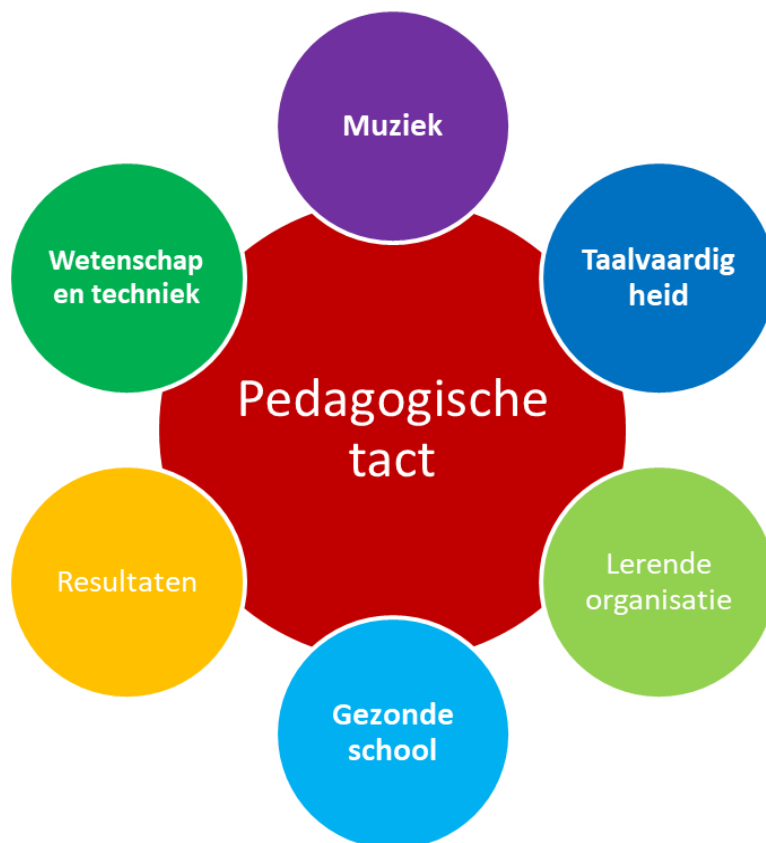 Muziek
Wetenschap
en techniek
Taalvaardig
heid
Pedagogische
tact
Resultaten
Lerende
organisatie
Gezonde
school